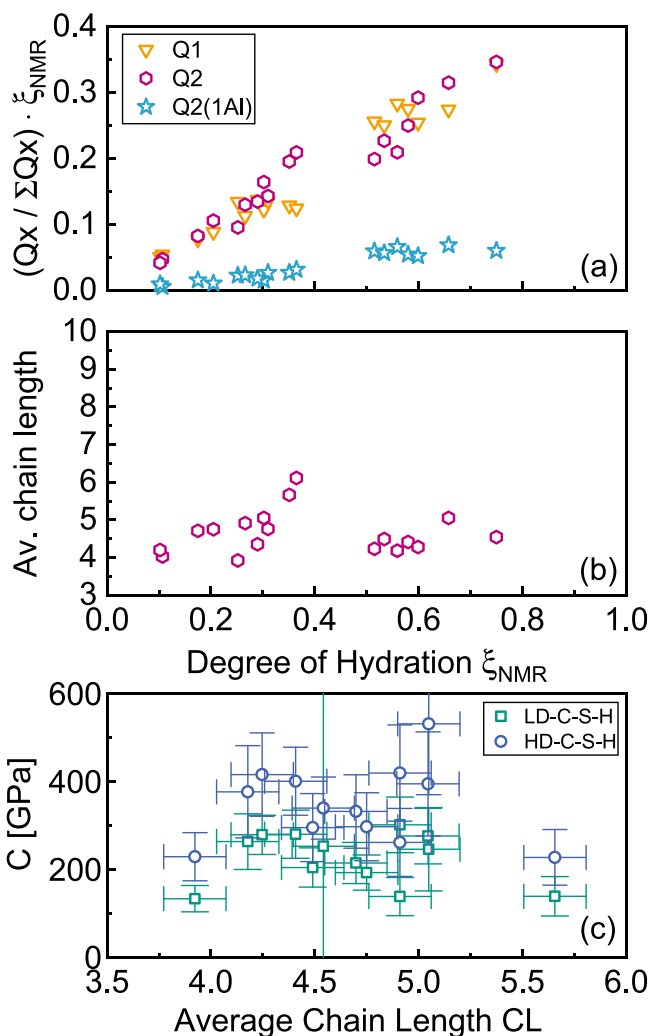 (Qx / ΣQx) · ξNMR
0.4
0.3
0.2
0.1
0.0
Q1
Q2
Q2(1Al)
(a)
Av. chain length
10
9
8
7
6
5
4
3
(b)
0.0 0.2 0.4 0.6 0.8 1.0
Degree of Hydration ξNMR
C [GPa]
600
400
200
0
LD-C-S-H
HD-C-S-H
(c)
3.5 4.0 4.5 5.0 5.5 6.0
Average Chain Length CL